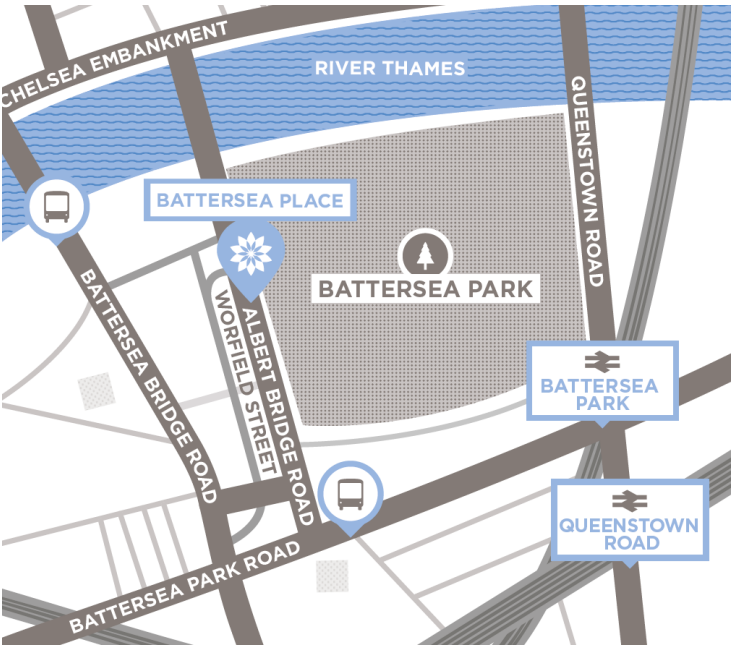 CHELSEA EMBANKMENT
RIVER THAMES
QUEENSTOWN ROAD
BATTERSEA PLACE
BATTERSEA PARK
BATTERSEA BRIDGE ROAD
WORFIELD STREET
ALBERT BRIDGE ROAD
BATTERSEA
PARK
QUEENSTOWN
ROAD
BATTERSEA PARK ROAD